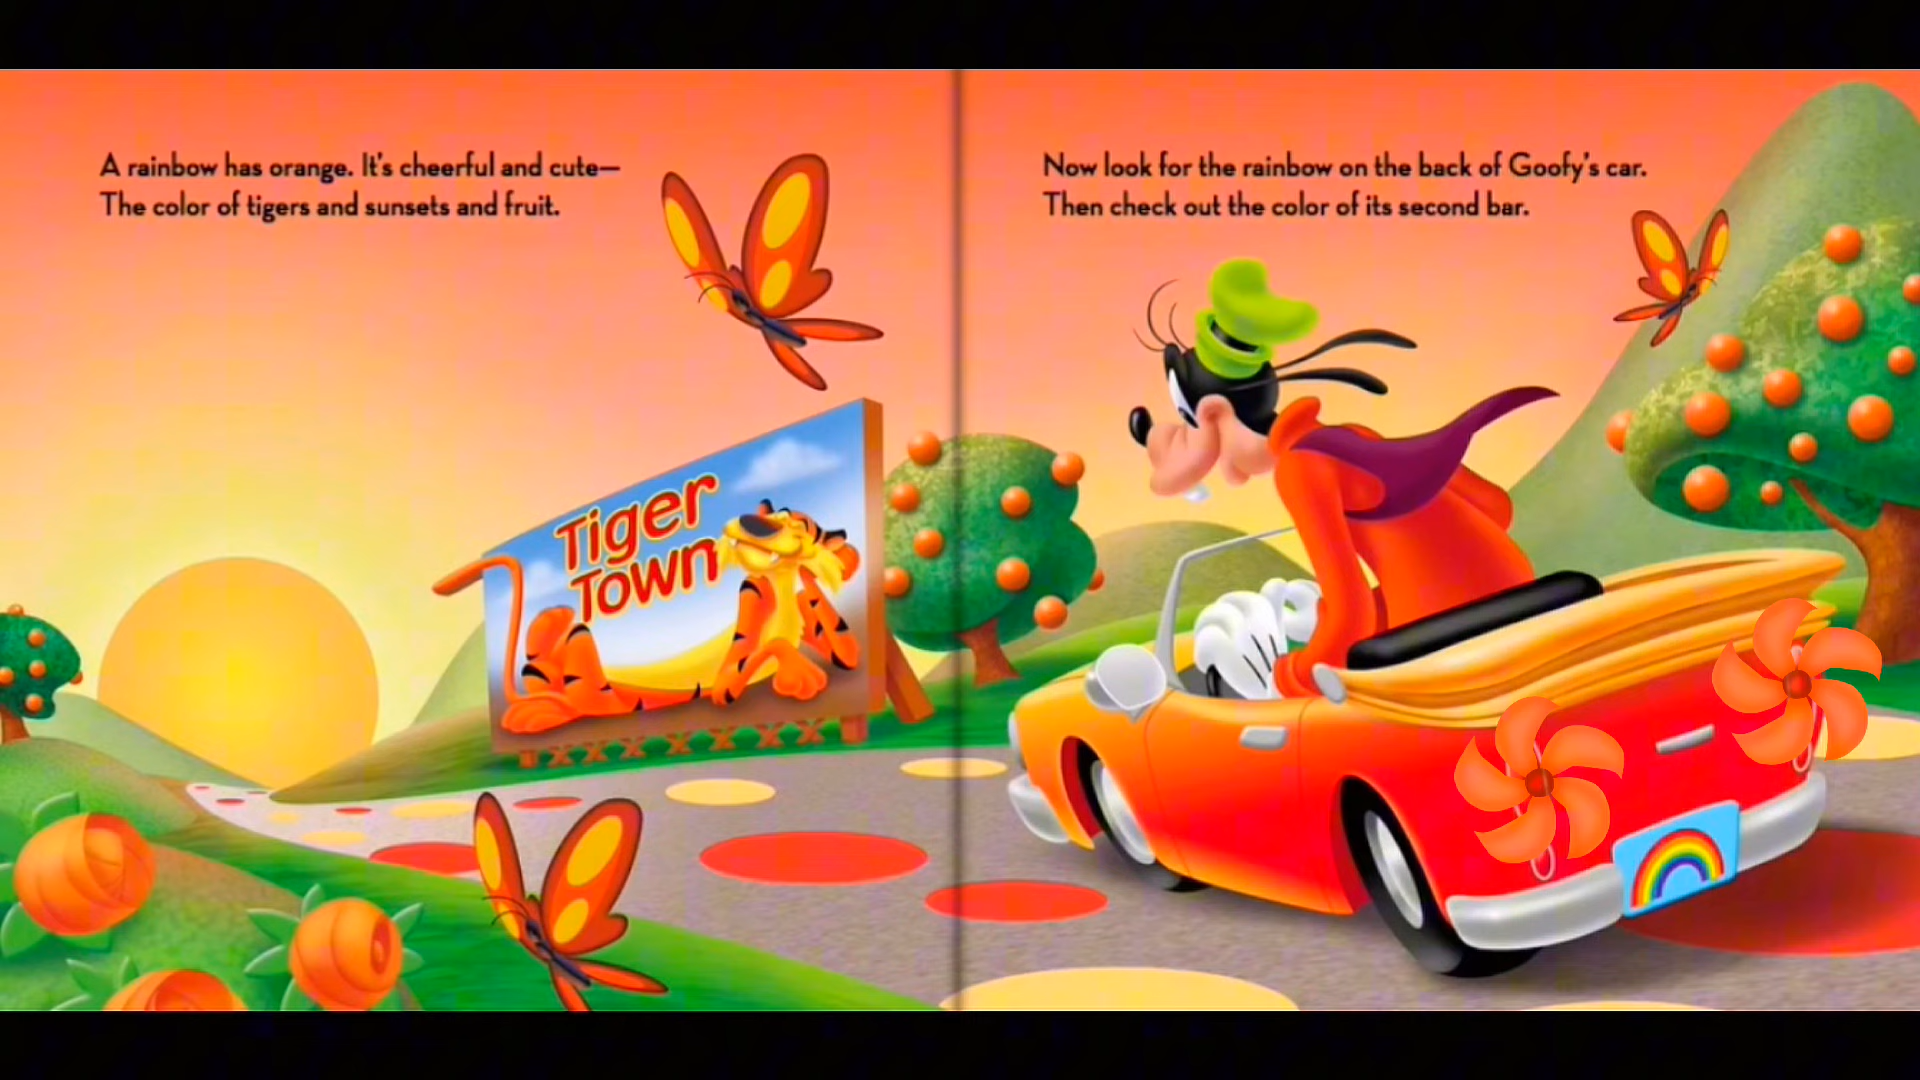 A rainbow has orange. It's cheerful and cute—
The color of tigers and sunsets and fruit.
Tiger
Town
Now look for the rainbow on the back of Goofy's car.
Then check out the color of its second bar.